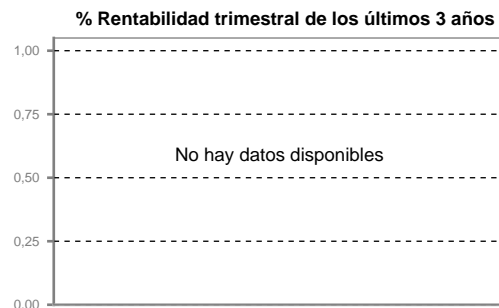 % Rentabilidad trimestral de los últimos 3 años
1,00
0,75
No hay datos disponibles
0,50
0,25
0,00